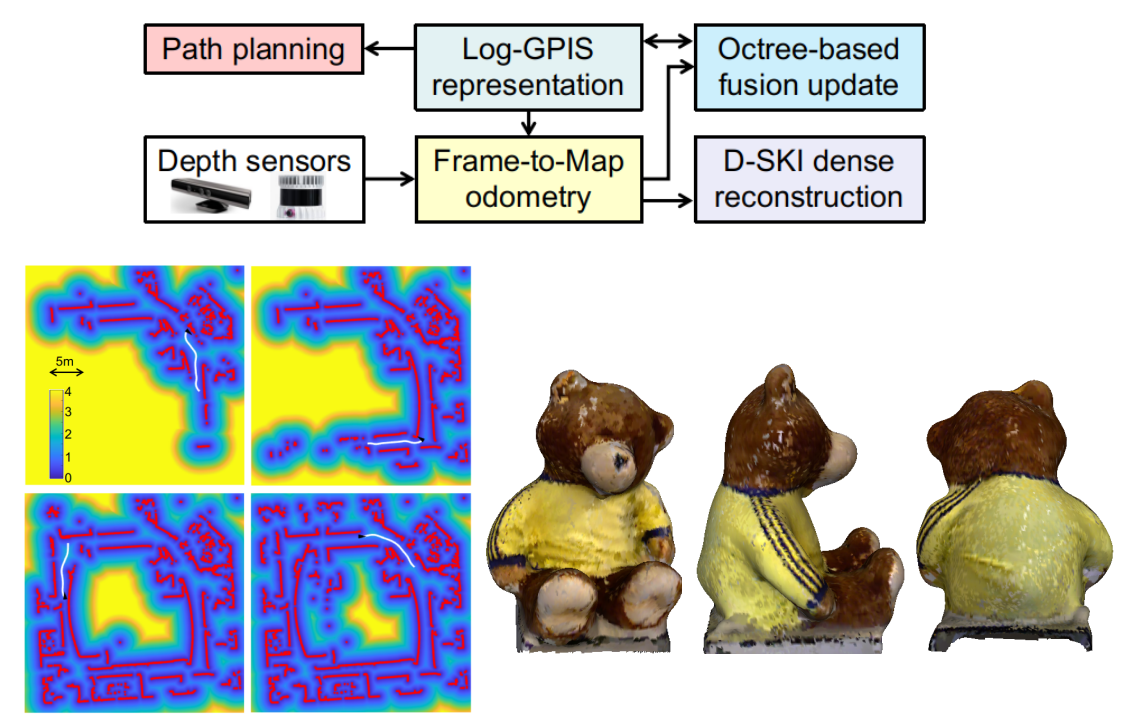 Path planning
Log-GPIS
representation
Octree-based
fusion update
Depth sensors
Frame-to-Map
odometry
D-SKI dense
reconstruction
5m
4
3
2
1
0